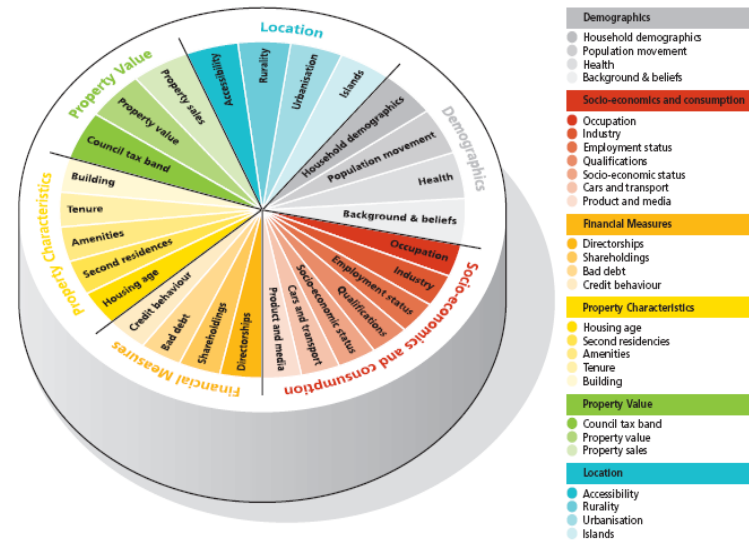 Location
Accessibility
Rurality
Urbanisation
Islands
Demographics
Household demographics
Population movement
Health
Background & beliefs
Socio-economics and consumption
Occupation
Industry
Employment status
Qualifications
Socio-economic status
Cars and transport
Product and media
Financial Measures
Directorships
Shareholdings
Bad debt
Credit behaviour
Property Characteristics
Housing age
Second residences
Amenities
Tenure
Building
Property Value
Council tax band
Property value
Property sales
Demographics
Household demographics
Population movement
Health
Background & beliefs
Socio-economics and consumption
Occupation
Industry
Employment status
Qualifications
Socio-economic status
Cars and transport
Product and media
Financial Measures
Directorships
Shareholdings
Bad debt
Credit behaviour
Property Characteristics
Housing age
Second residencies
Amenities
Tenure
Building
Property Value
Council tax band
Property value
Property sales
Location
Accessibility
Rurality
Urbanisation
Islands